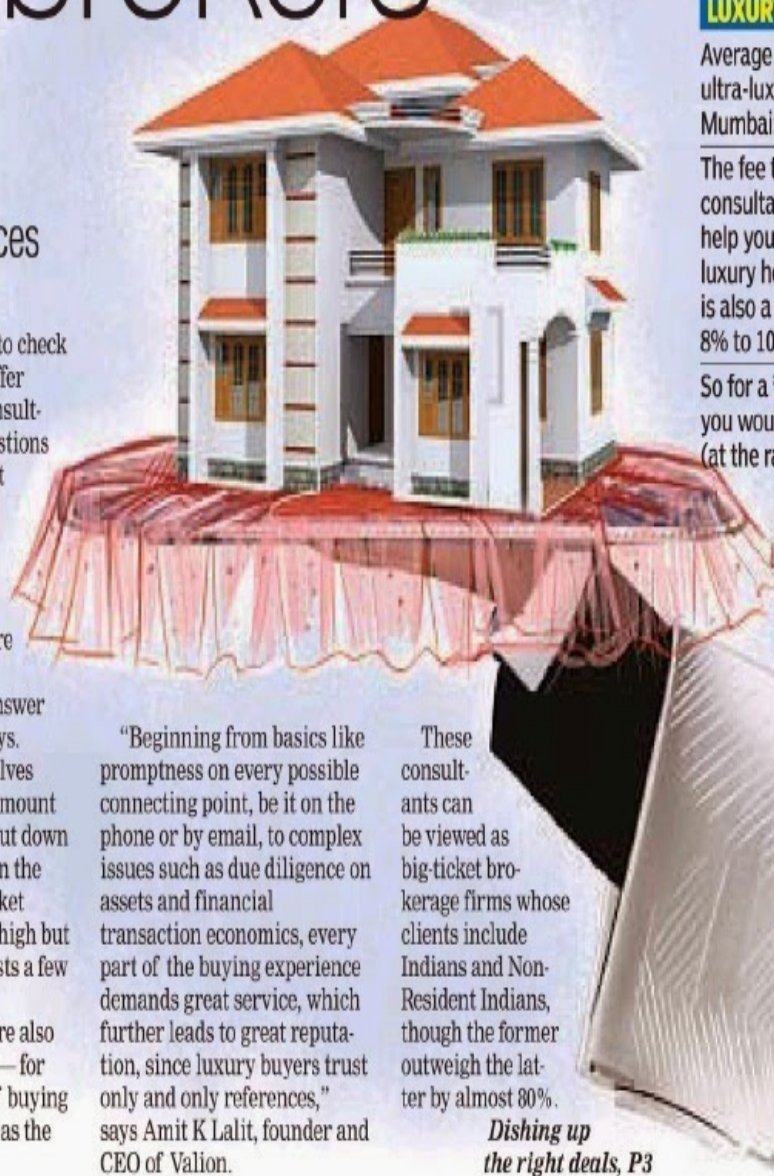 ces
to check
fer
nsult-
stions
t
re
nswer
ys.
lves
mount
ut down
n the
ket
high but
sts a few
re also
—for
buying
as the
“Beginning from basics like
promptness on every possible
connecting point, be it on the
phone or by email, to complex
issues such as due diligence on
assets and financial
transaction economics, every
part of the buying experience
demands great service, which
further leads to great reputa-
tion, since luxury buyers trust
only and only references,”
says Amit K Lalit, founder and
CEO of Valion.
These
consult-
ants can
be viewed as
big-ticket bro-
kerage firms whose
clients include
Indians and Non-
Resident Indians,
though the former
outweigh the lat-
ter by almost 80%.
Dishing up
the right deals, P3
LUXUR
Average
ultra-lux
Mumbai
The fee t
consulta
help you
luxury h
is also a
8% to 10
So for a
you wou
(at the ra